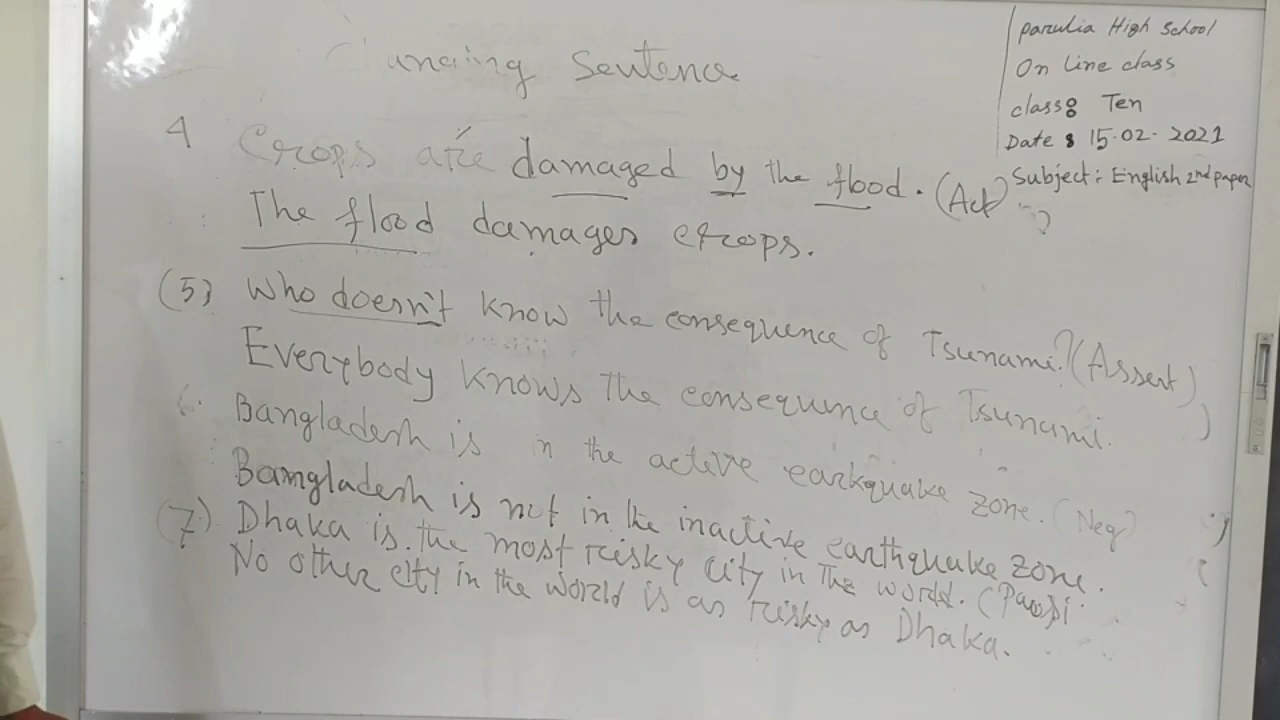 Changing Sentence
Parulia High School
On Line class
class: Ten
Date: 15.02.2021
Subject: English 2nd paper
4 Crops are damaged by the flood. (Act)
The flood damages crops.
(5) Who doesn't know the consequence of Tsunami? (Assert)
Everybody knows the consequence of Tsunami.
6. Bangladesh is in the active earkquake zone. (Neg)
Bangladesh is not in the inactive earthquake zone.
(7) Dhaka is the most risky city in the world. (Posi
No other city in the world is as risky as Dhaka.